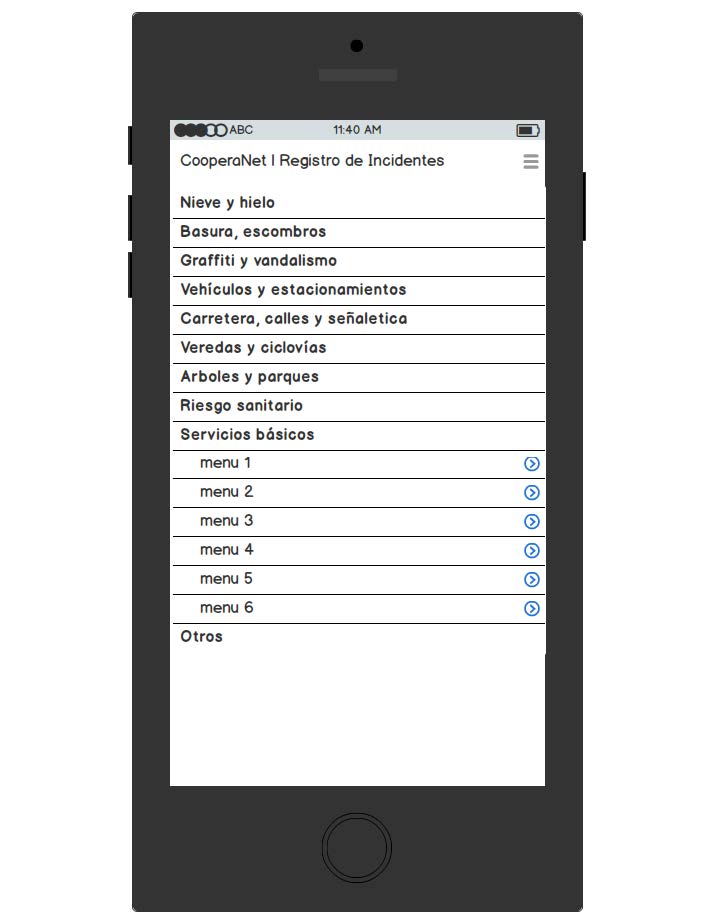 ABC 11:40 AM
CooperaNet | Registro de Incidentes
Nieve y hielo
Basura, escombros
Graffiti y vandalismo
Vehículos y estacionamientos
Carretera, calles y señaletica
Veredas y ciclovías
Arboles y parques
Riesgo sanitario
Servicios básicos
menu 1
menu 2
menu 3
menu 4
menu 5
menu 6
Otros